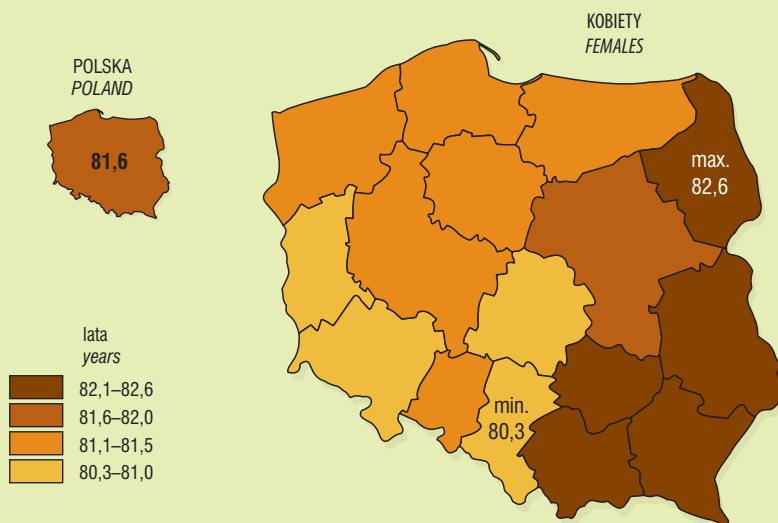 KOBIETY
FEMALES
POLSKA
POLAND
81,6
max.
82,6
min.
80,3
lata
years
82,1–82,6
81,6–82,0
81,1–81,5
80,3–81,0